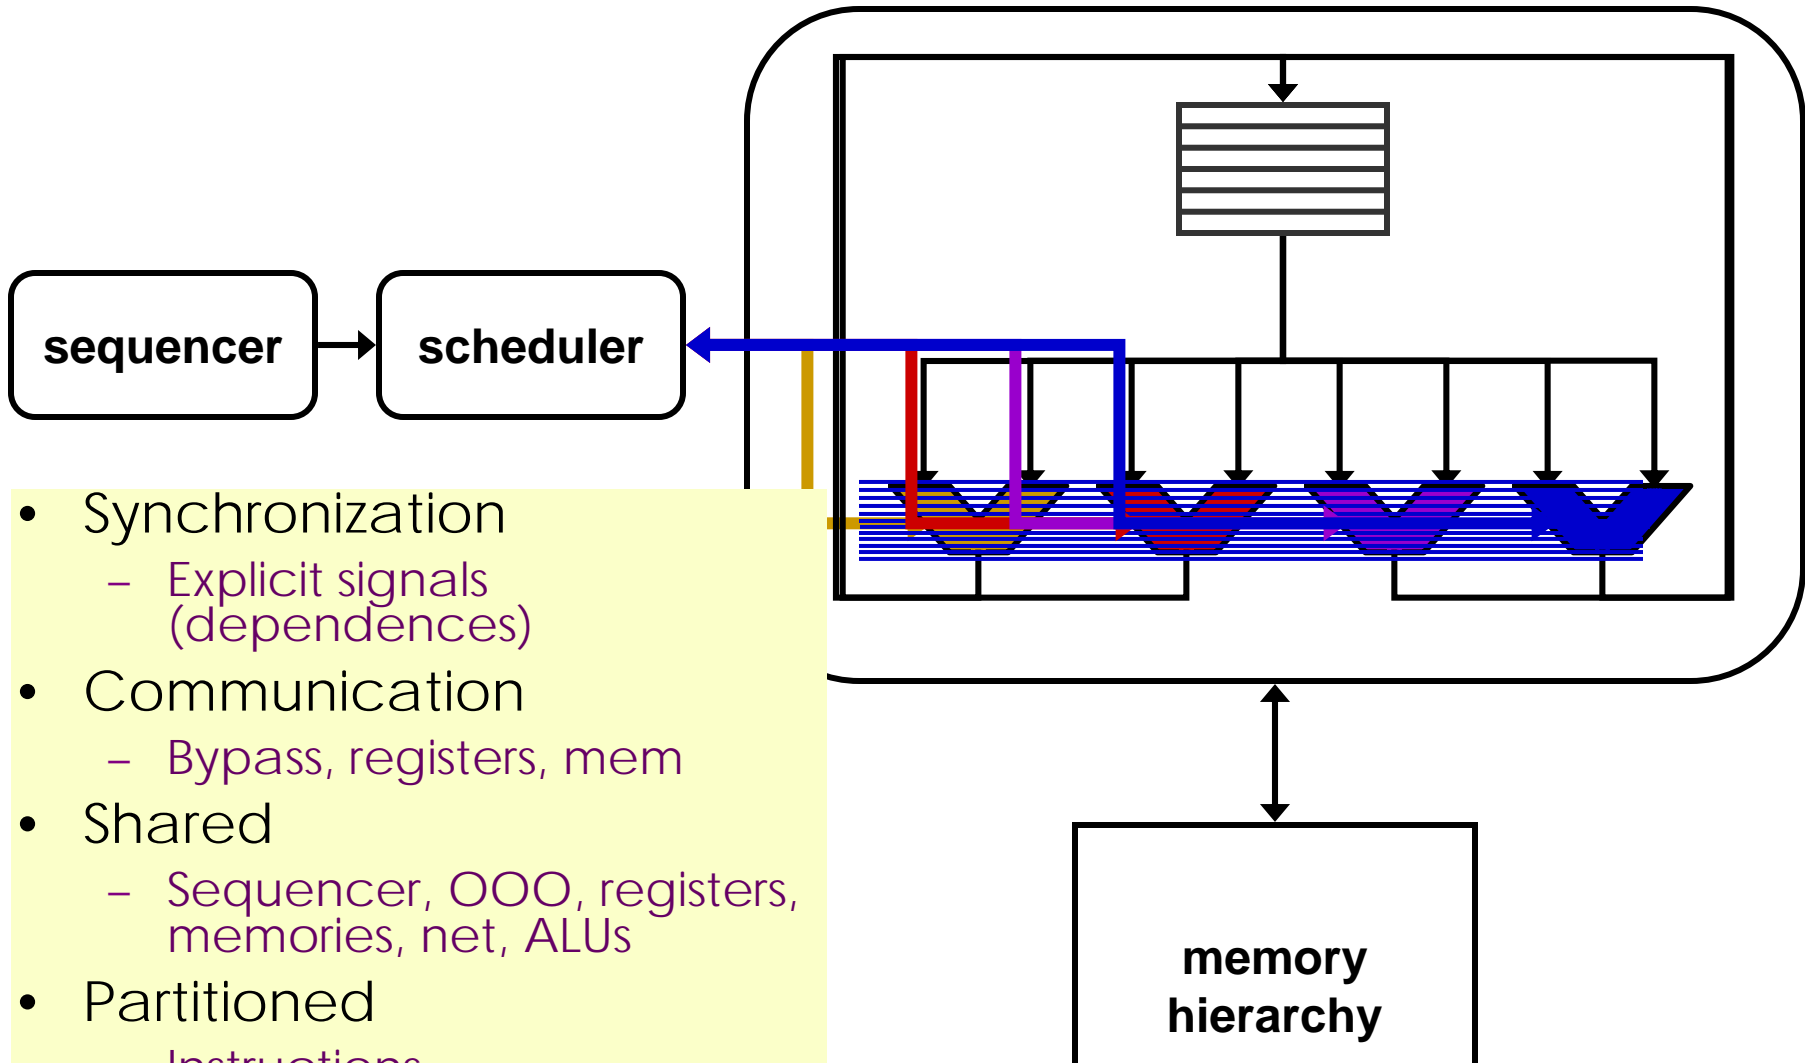 sequencer
scheduler
• Synchronization
– Explicit signals
(dependences)
• Communication
– Bypass, registers, mem
• Shared
– Sequencer, OOO, registers,
memories, net, ALUs
• Partitioned
Instructions
memory
hierarchy